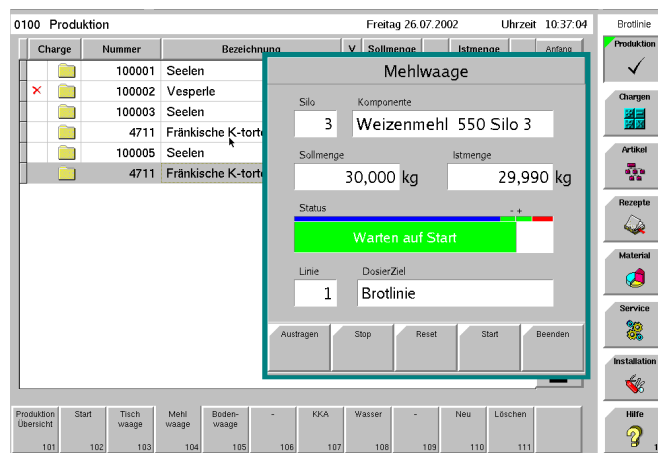 0100 Produktion Freitag 26.07.2002 Uhrzeit 10:37:04 Brotlinie
Charge Nummer Bezeichnung V Sollmenge Istmenge Anfang
100001 Seelen
100002 Vesperle
100003 Seelen
4711 Fränkische K-torte
100005 Seelen
4711 Fränkische K-torte
Mehlwaage
Silo Komponente
3 Weizenmehl 550 Silo 3
Sollmenge Istmenge
30,000 kg 29,990 kg
Status - +
Warten auf Start
Linie DosierZiel
1 Brotlinie
Austragen Stop Reset Start Beenden
Produktion
Chargen
Artikel
Rezepte
Material
Service
Installation
Hilfe
1
Produktion Start Tisch Mehl Boden- - KKA Wasser - Neu Löschen
Übersicht waage waage waage
101 102 103 104 105 106 107 108 109 110 111